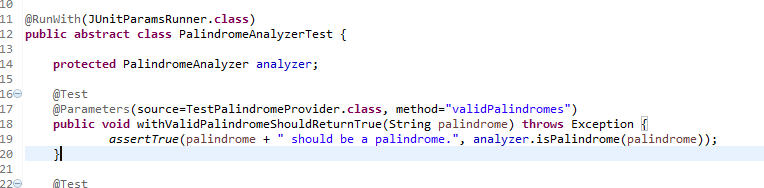 10
11 @RunWith(JUnitParamsRunner.class)
12 public abstract class PalindromeAnalyzerTest {
13
14     protected PalindromeAnalyzer analyzer;
15
16     @Test
17     @Parameters(source=TestPalindromeProvider.class, method="validPalindromes")
18     public void withValidPalindromeShouldReturnTrue(String palindrome) throws Exception {
19             assertTrue(palindrome + " should be a palindrome.", analyzer.isPalindrome(palindrome));
20     }
21
22     @Test